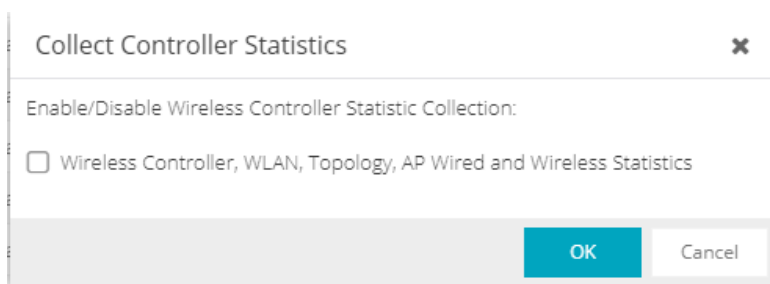 Collect Controller Statistics
Enable/Disable Wireless Controller Statistic Collection:
Wireless Controller, WLAN, Topology, AP Wired and Wireless Statistics
OK
Cancel